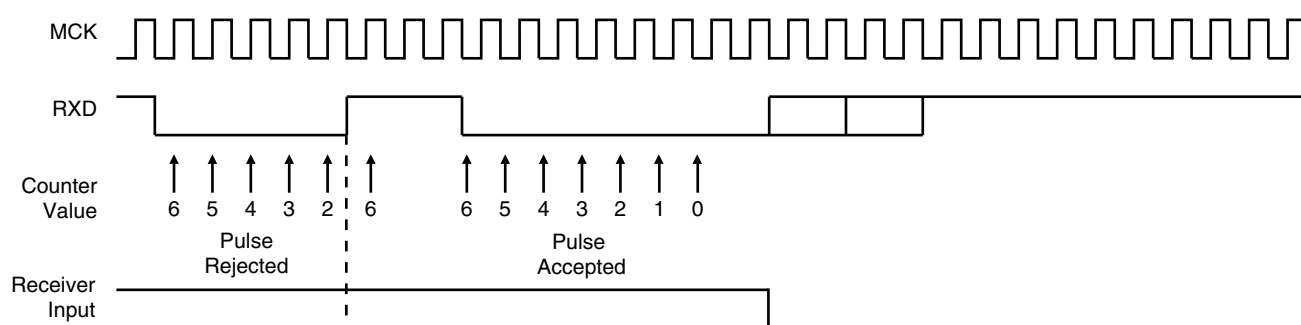 MCK
RXD
Counter
Value
6 5 4 3 2 6 6 5 4 3 2 1 0
Pulse
Rejected
Pulse
Accepted
Receiver
Input